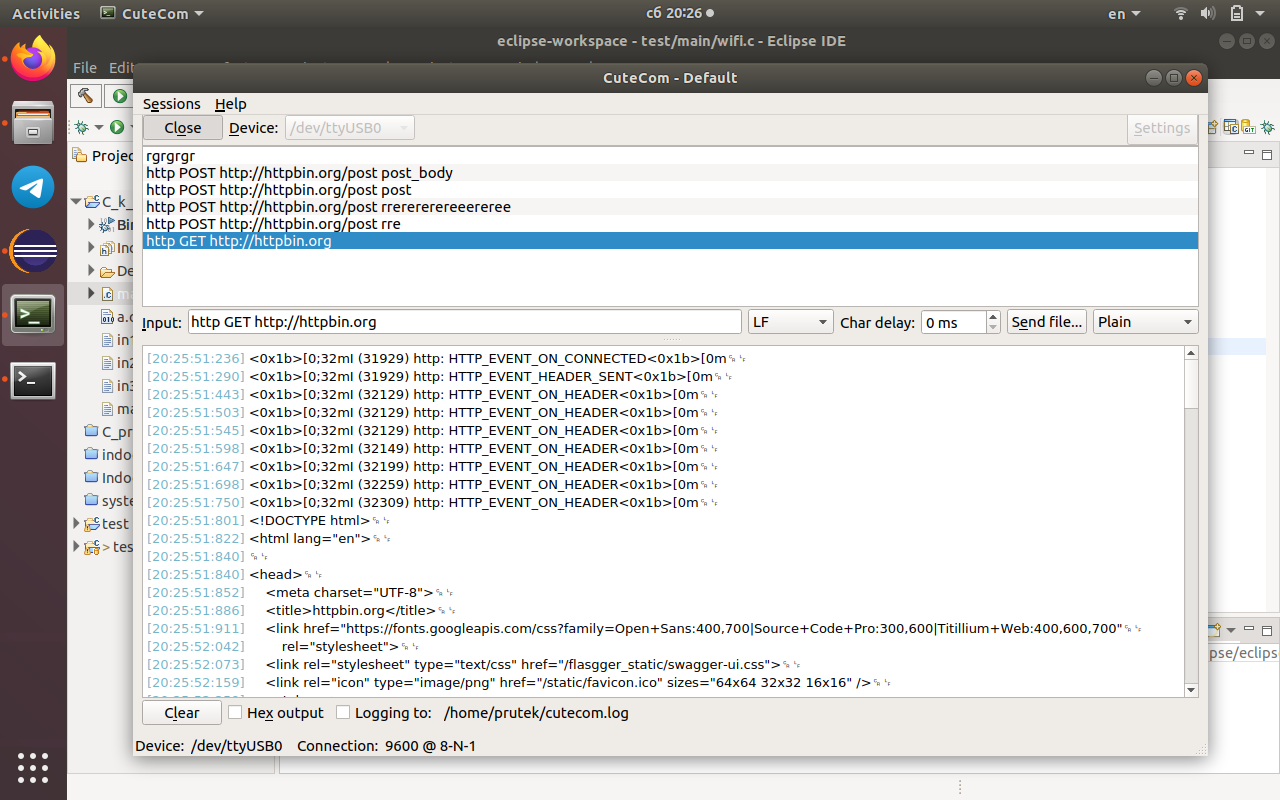 Activities CuteCom сб 20:26 en
eclipse-workspace - test/main/wifi.c - Eclipse IDE
File Edit
CuteCom - Default
Sessions Help
Close Device: /dev/ttyUSB0 Settings
rgrgrgr
http POST http://httpbin.org/post post_body
http POST http://httpbin.org/post post
http POST http://httpbin.org/post rrerererereeereree
http POST http://httpbin.org/post rre
http GET http://httpbin.org
Input: http GET http://httpbin.org LF Char delay: 0 ms Send file... Plain
[20:25:51:236] <0x1b>[0;32mI (31929) http: HTTP_EVENT_ON_CONNECTED<0x1b>[0m␍␊
[20:25:51:290] <0x1b>[0;32mI (31929) http: HTTP_EVENT_HEADER_SENT<0x1b>[0m␍␊
[20:25:51:443] <0x1b>[0;32mI (32129) http: HTTP_EVENT_ON_HEADER<0x1b>[0m␍␊
[20:25:51:503] <0x1b>[0;32mI (32129) http: HTTP_EVENT_ON_HEADER<0x1b>[0m␍␊
[20:25:51:545] <0x1b>[0;32mI (32129) http: HTTP_EVENT_ON_HEADER<0x1b>[0m␍␊
[20:25:51:598] <0x1b>[0;32mI (32149) http: HTTP_EVENT_ON_HEADER<0x1b>[0m␍␊
[20:25:51:647] <0x1b>[0;32mI (32199) http: HTTP_EVENT_ON_HEADER<0x1b>[0m␍␊
[20:25:51:698] <0x1b>[0;32mI (32259) http: HTTP_EVENT_ON_HEADER<0x1b>[0m␍␊
[20:25:51:750] <0x1b>[0;32mI (32309) http: HTTP_EVENT_ON_HEADER<0x1b>[0m␍␊
[20:25:51:801] <!DOCTYPE html>␍␊
[20:25:51:822] <html lang="en">␍␊
[20:25:51:840] ␍␊
[20:25:51:840] <head>␍␊
[20:25:51:852] <meta charset="UTF-8">␍␊
[20:25:51:886] <title>httpbin.org</title>␍␊
[20:25:51:911] <link href="https://fonts.googleapis.com/css?family=Open+Sans:400,700|Source+Code+Pro:300,600|Titillium+Web:400,600,700"␍␊
[20:25:52:042] rel="stylesheet">␍␊
[20:25:52:073] <link rel="stylesheet" type="text/css" href="/flasgger_static/swagger-ui.css">␍␊
[20:25:52:159] <link rel="icon" type="image/png" href="/static/favicon.ico" sizes="64x64 32x32 16x16" />␍␊
Clear Hex output Logging to: /home/prutek/cutecom.log
Device: /dev/ttyUSB0 Connection: 9600 @ 8-N-1
Projec
C_k_
Bin
Inc
De
ma
a.c
in1
in2
in3
ma
C_pr
indo
Indo
syste
test
> tes
pse/eclips